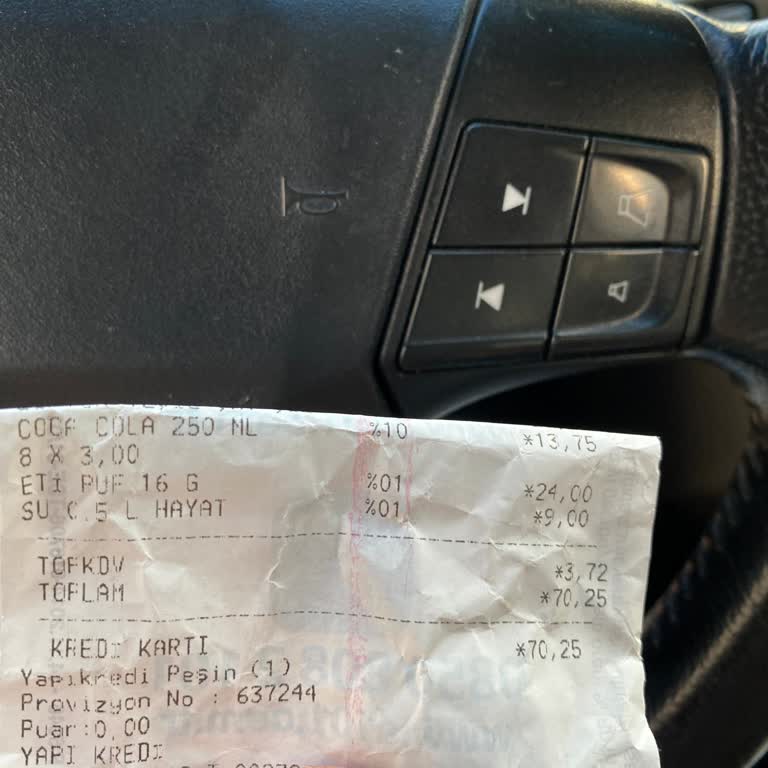 COCA COLA 250 ML %10 *13,75
8 X 3,00
ETİ PUF 16 G %01 *24,00
SU 0.5 L HAYAT %01 *9,00
TOPKDV *3,72
TOPLAM *70,25
KREDİ KARTI *70,25
Yapıkredi Peşin (1)
Provizyon No : 637244
Puan:0,00
YAPI KREDİ